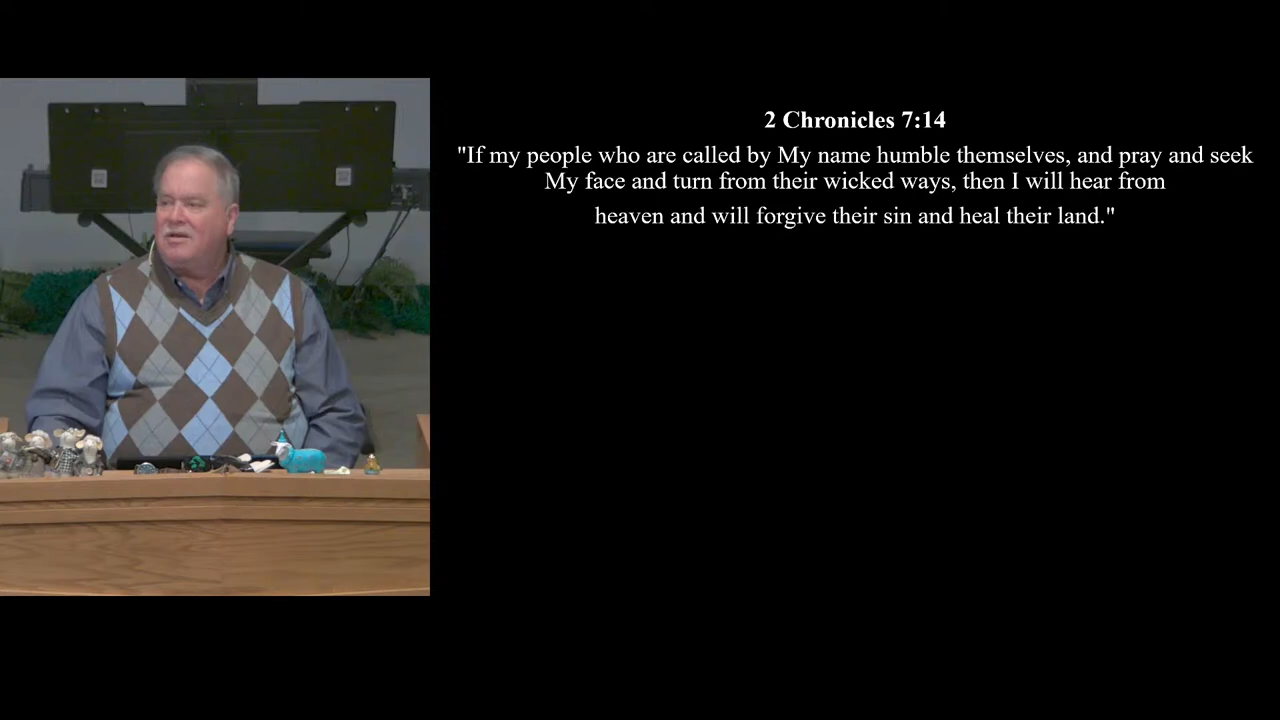 2 Chronicles 7:14
"If my people who are called by My name humble themselves, and pray and seek
My face and turn from their wicked ways, then I will hear from
heaven and will forgive their sin and heal their land."